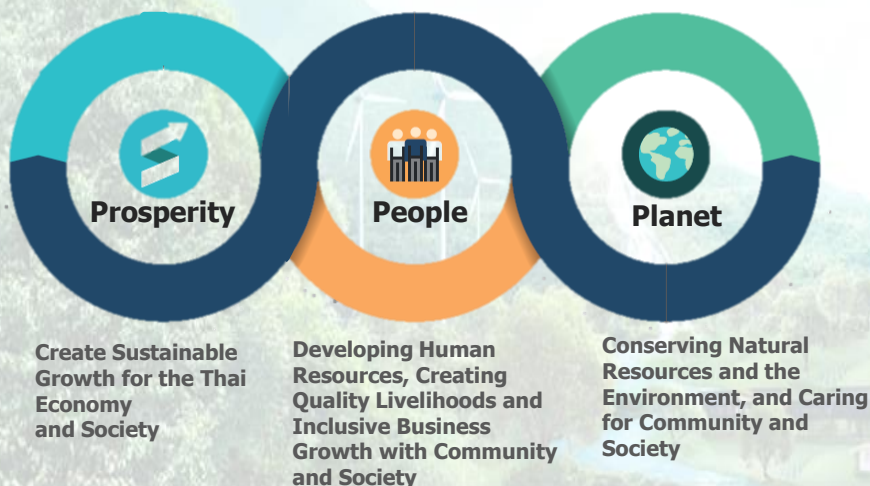 Prosperity
People
Planet
Create Sustainable
Growth for the Thai
Economy
and Society
Developing Human
Resources, Creating
Quality Livelihoods and
Inclusive Business
Growth with Community
and Society
Conserving Natural
Resources and the
Environment, and Caring
for Community and
Society